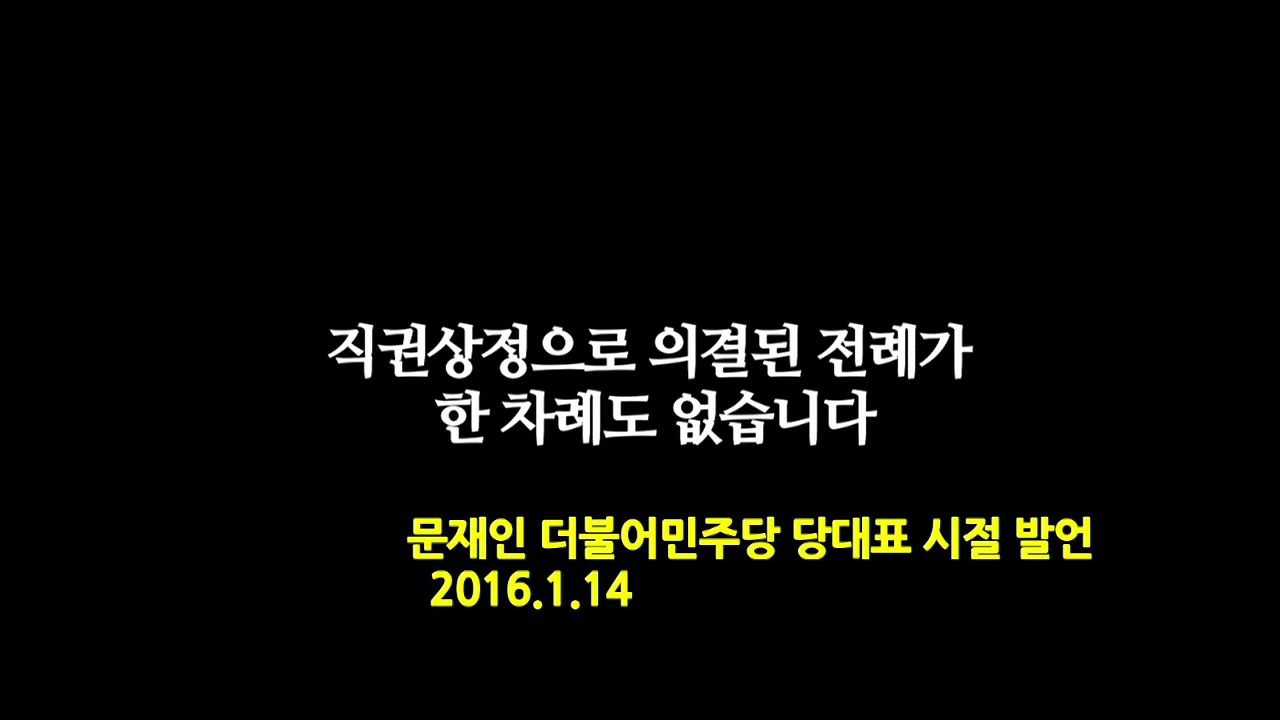 직권상정으로 의결된 전례가
한 차례도 없습니다
문재인 더불어민주당 당대표 시절 발언
2016.1.14